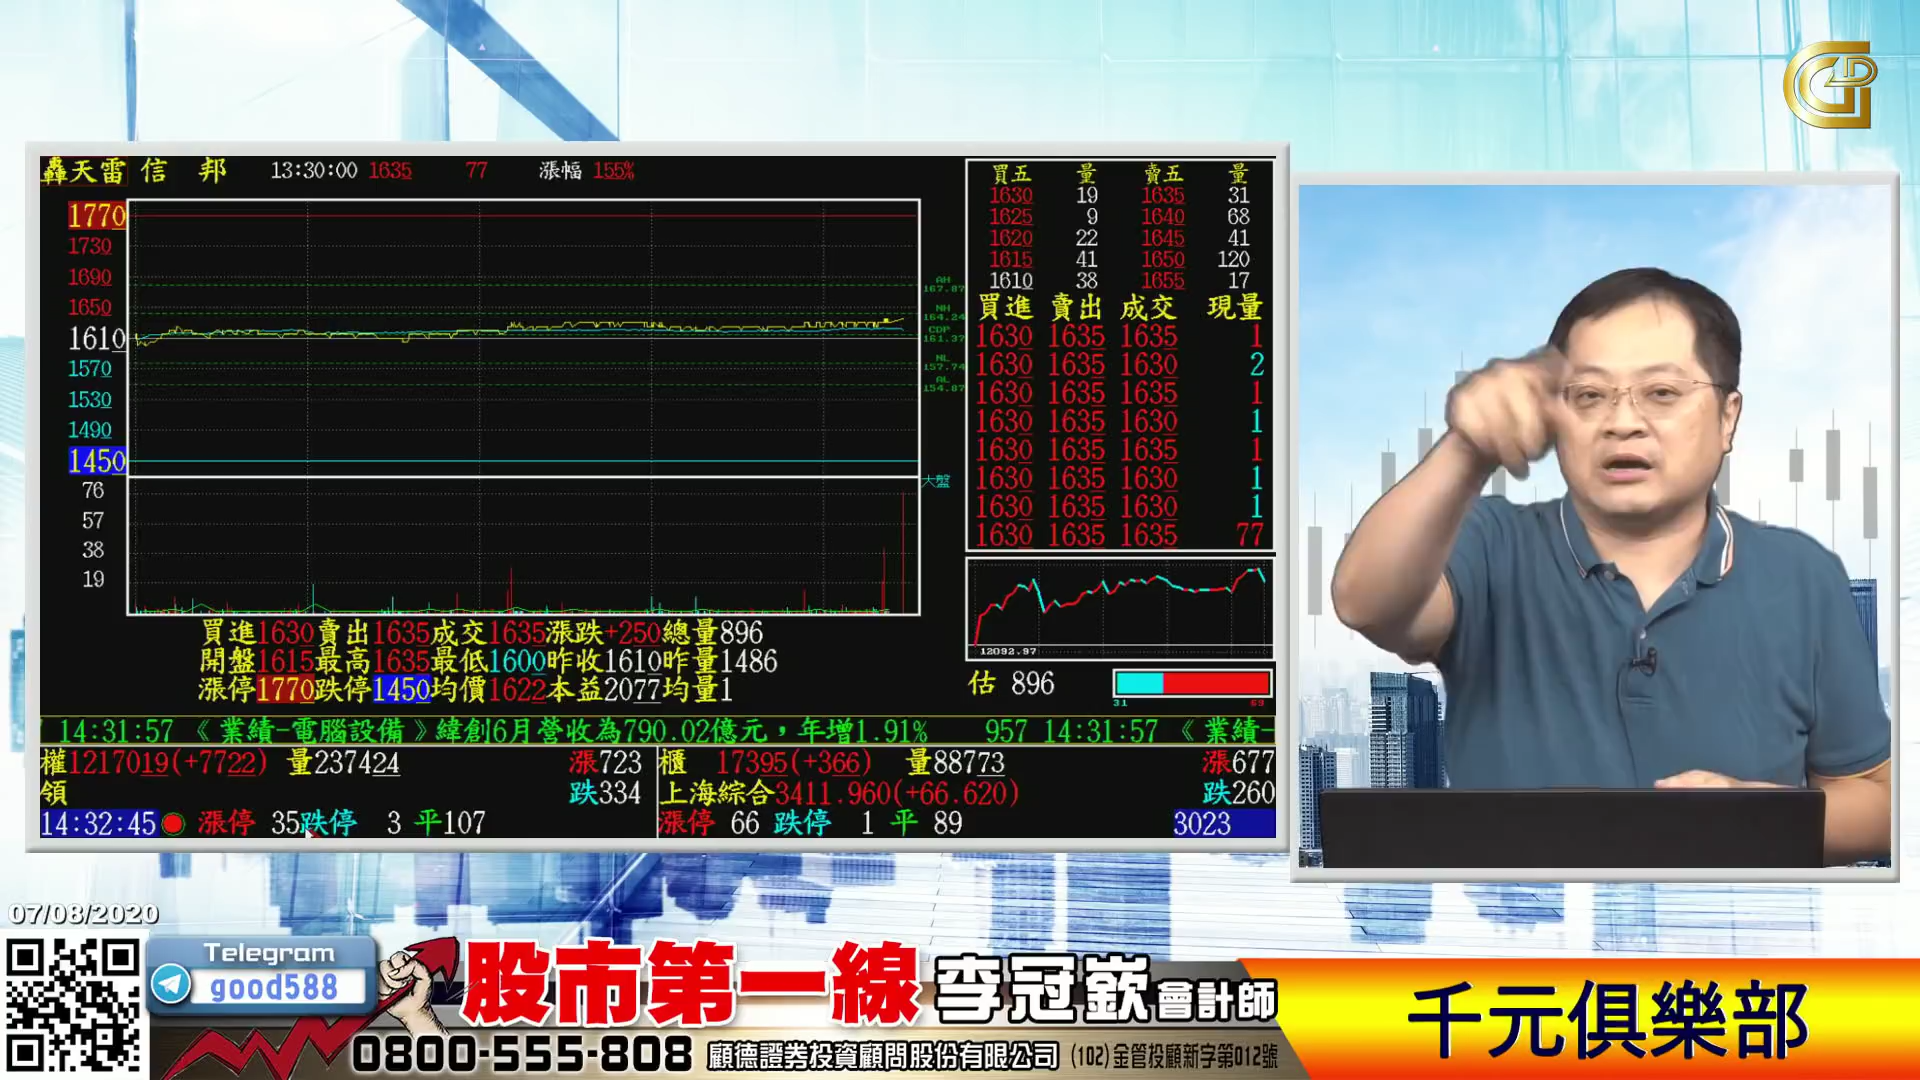 轟天雷 信 邦 13:30:00 1635 77 漲幅 155%
1770
1730
1690
1650
1610
1570
1530
1490
1450
76
57
38
19
AH
167.87
NH
164.24
CDP
161.37
NL
157.74
AL
154.87
大盤
買五 量 賣五 量
1630 19 1635 31
1625 9 1640 68
1620 22 1645 41
1615 41 1650 120
1610 38 1655 17
買進 賣出 成交 現量
1630 1635 1635 1
1630 1635 1630 2
1630 1635 1635 1
1630 1635 1630 1
1630 1635 1635 1
1630 1635 1630 1
1630 1635 1630 1
1630 1635 1635 77
12092.97
估 896
31 69
買進1630賣出1635成交1635漲跌+250總量896
開盤1615最高1635最低1600昨收1610昨量1486
漲停1770跌停1450均價1622本益2077均量1
14:31:57 《業績-電腦設備》緯創6月營收為790.02億元，年增1.91% 957 14:31:57 《業績-
權1217019(+7722) 量237424 漲723
領 跌334
14:32:45 漲停 35跌停 3 平107
櫃 17395(+366) 量88773 漲677
上海綜合3411.960(+66.620) 跌260
漲停 66 跌停 1 平 89 3023
07/08/2020
Telegram
good588
股市第一線 李冠嶔會計師
0800-555-808 顧德證券投資顧問股份有限公司 (102)金管投顧新字第012號
千元俱樂部